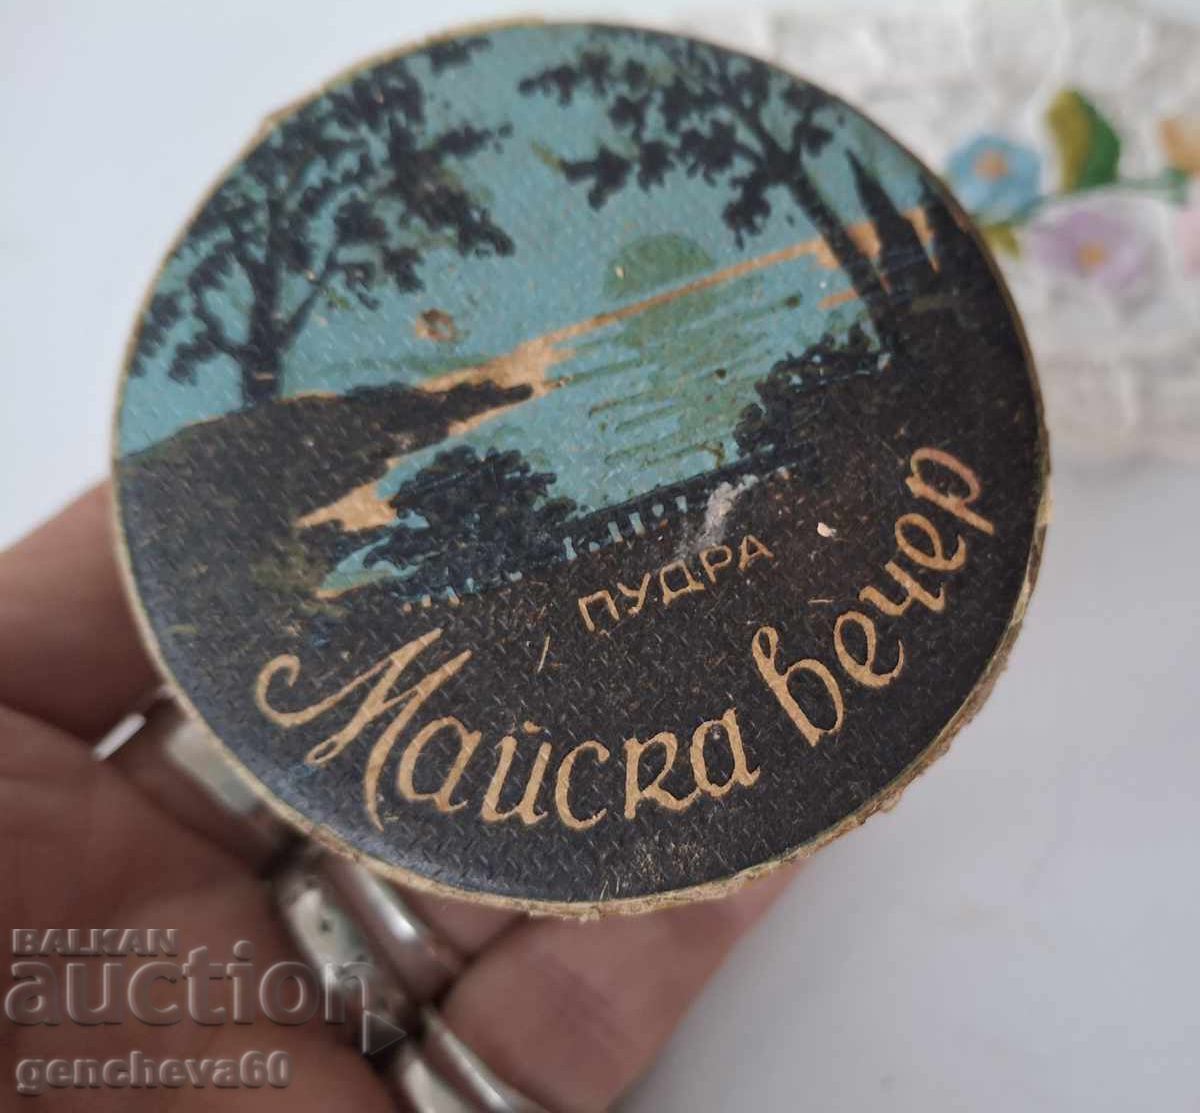 ПУДРА
Майска вечер
BALKAN
auction
gencheva60